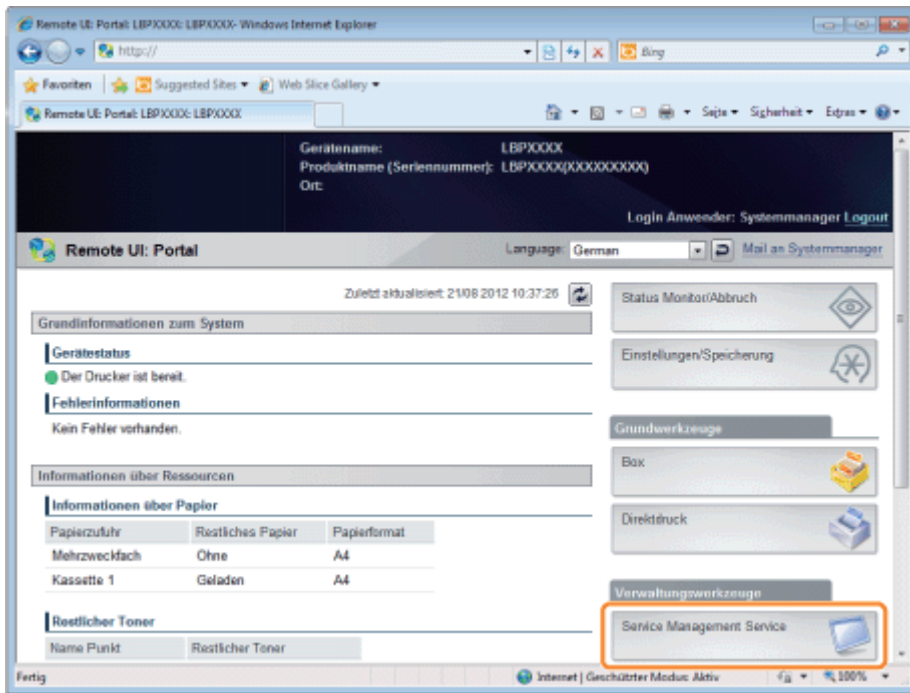 Remote UI: Portal: LBPXXXX: LBPXXXX- Windows Internet Explorer
http://
Bing
Favoriten Suggested Sites Web Slice Gallery
Remote UI: Portal: LBPXXXX: LBPXXXX
Seite Sicherheit Extras
Gerätename: LBPXXXX
Produktname (Seriennummer): LBPXXXX(XXXXXXXXX)
Ort:
Login Anwender: Systemmanager Logout
Remote UI: Portal
Language: German
Mail an Systemmanager
Zuletzt aktualisiert: 21/08 2012 10:37:26
Grundinformationen zum System
Gerätestatus
Der Drucker ist bereit.
Fehlerinformationen
Kein Fehler vorhanden.
Informationen über Ressourcen
Informationen über Papier
Papierzufuhr Restliches Papier Papierformat
Mehrzweckfach Ohne A4
Kassette 1 Geladen A4
Restlicher Toner
Name Punkt Restlicher Toner
Status Monitor/Abbruch
Einstellungen/Speicherung
Grundwerkzeuge
Box
Direktdruck
Verwaltungswerkzeuge
Service Management Service
Fertig
Internet | Geschützter Modus: Aktiv
100%